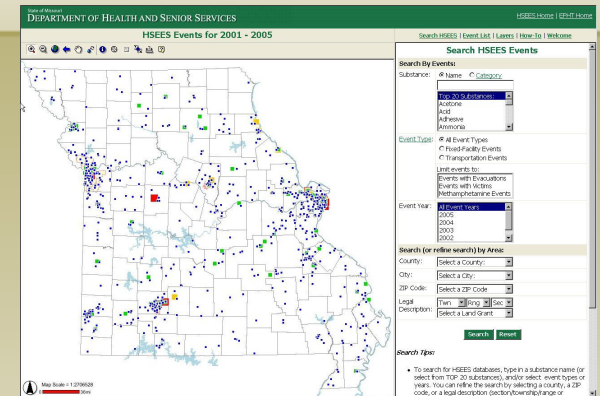 State of Missouri
DEPARTMENT OF HEALTH AND SENIOR SERVICES
HSEES Home | EPHT Home
HSEES Events for 2001 - 2005
Search HSEES | Event List | Layers | How-To | Welcome
Search HSEES Events
Search By Events:
Substance: Name Category
Top 20 Substances:
Acetone
Acid
Adhesive
Ammonia
Event Type: All Event Types
Fixed-Facility Events
Transportation Events
Limit events to:
Events with Evacuations
Events with Victims
Methamphetamine Events
Event Year: All Event Years
2005
2004
2003
2002
Search (or refine search) by Area:
County: Select a County:
City: Select a City:
ZIP Code: Select a ZIP Code
Legal Description: Twn Rng Sec
Select a Land Grant
Search Reset
Search Tips:
• To search for HSEES databases, type in a substance name (or
select from TOP 20 substances), and/or select event types or
years. You can refine the search by selecting a county, a ZIP
code, or a legal description (section/township/range or
Map Scale = 1:2706528